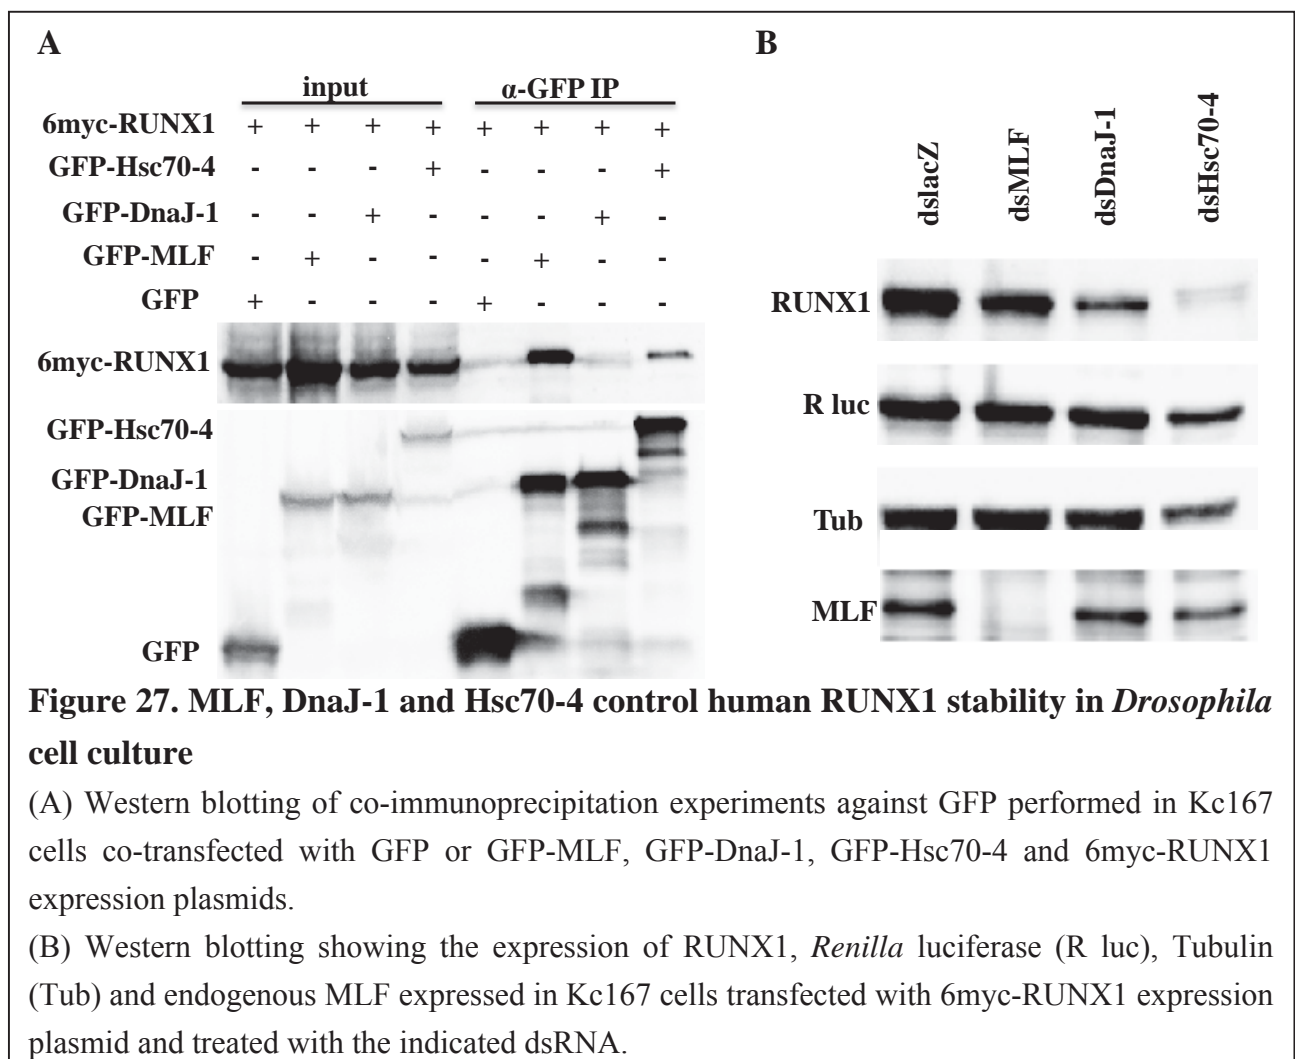 A
input α-GFP IP
6myc-RUNX1 + + + + + + + +
GFP-Hsc70-4 - - - + - - - +
GFP-DnaJ-1 - - + - - - + -
GFP-MLF - + - - - + - -
GFP + - - - + - - -
6myc-RUNX1
GFP-Hsc70-4
GFP-DnaJ-1
GFP-MLF
GFP
B
dslacZ
dsMLF
dsDnaJ-1
dsHsc70-4
RUNX1
R luc
Tub
MLF
Figure 27. MLF, DnaJ-1 and Hsc70-4 control human RUNX1 stability in Drosophila
cell culture
(A) Western blotting of co-immunoprecipitation experiments against GFP performed in Kc167
cells co-transfected with GFP or GFP-MLF, GFP-DnaJ-1, GFP-Hsc70-4 and 6myc-RUNX1
expression plasmids.
(B) Western blotting showing the expression of RUNX1, Renilla luciferase (R luc), Tubulin
(Tub) and endogenous MLF expressed in Kc167 cells transfected with 6myc-RUNX1 expression
plasmid and treated with the indicated dsRNA.